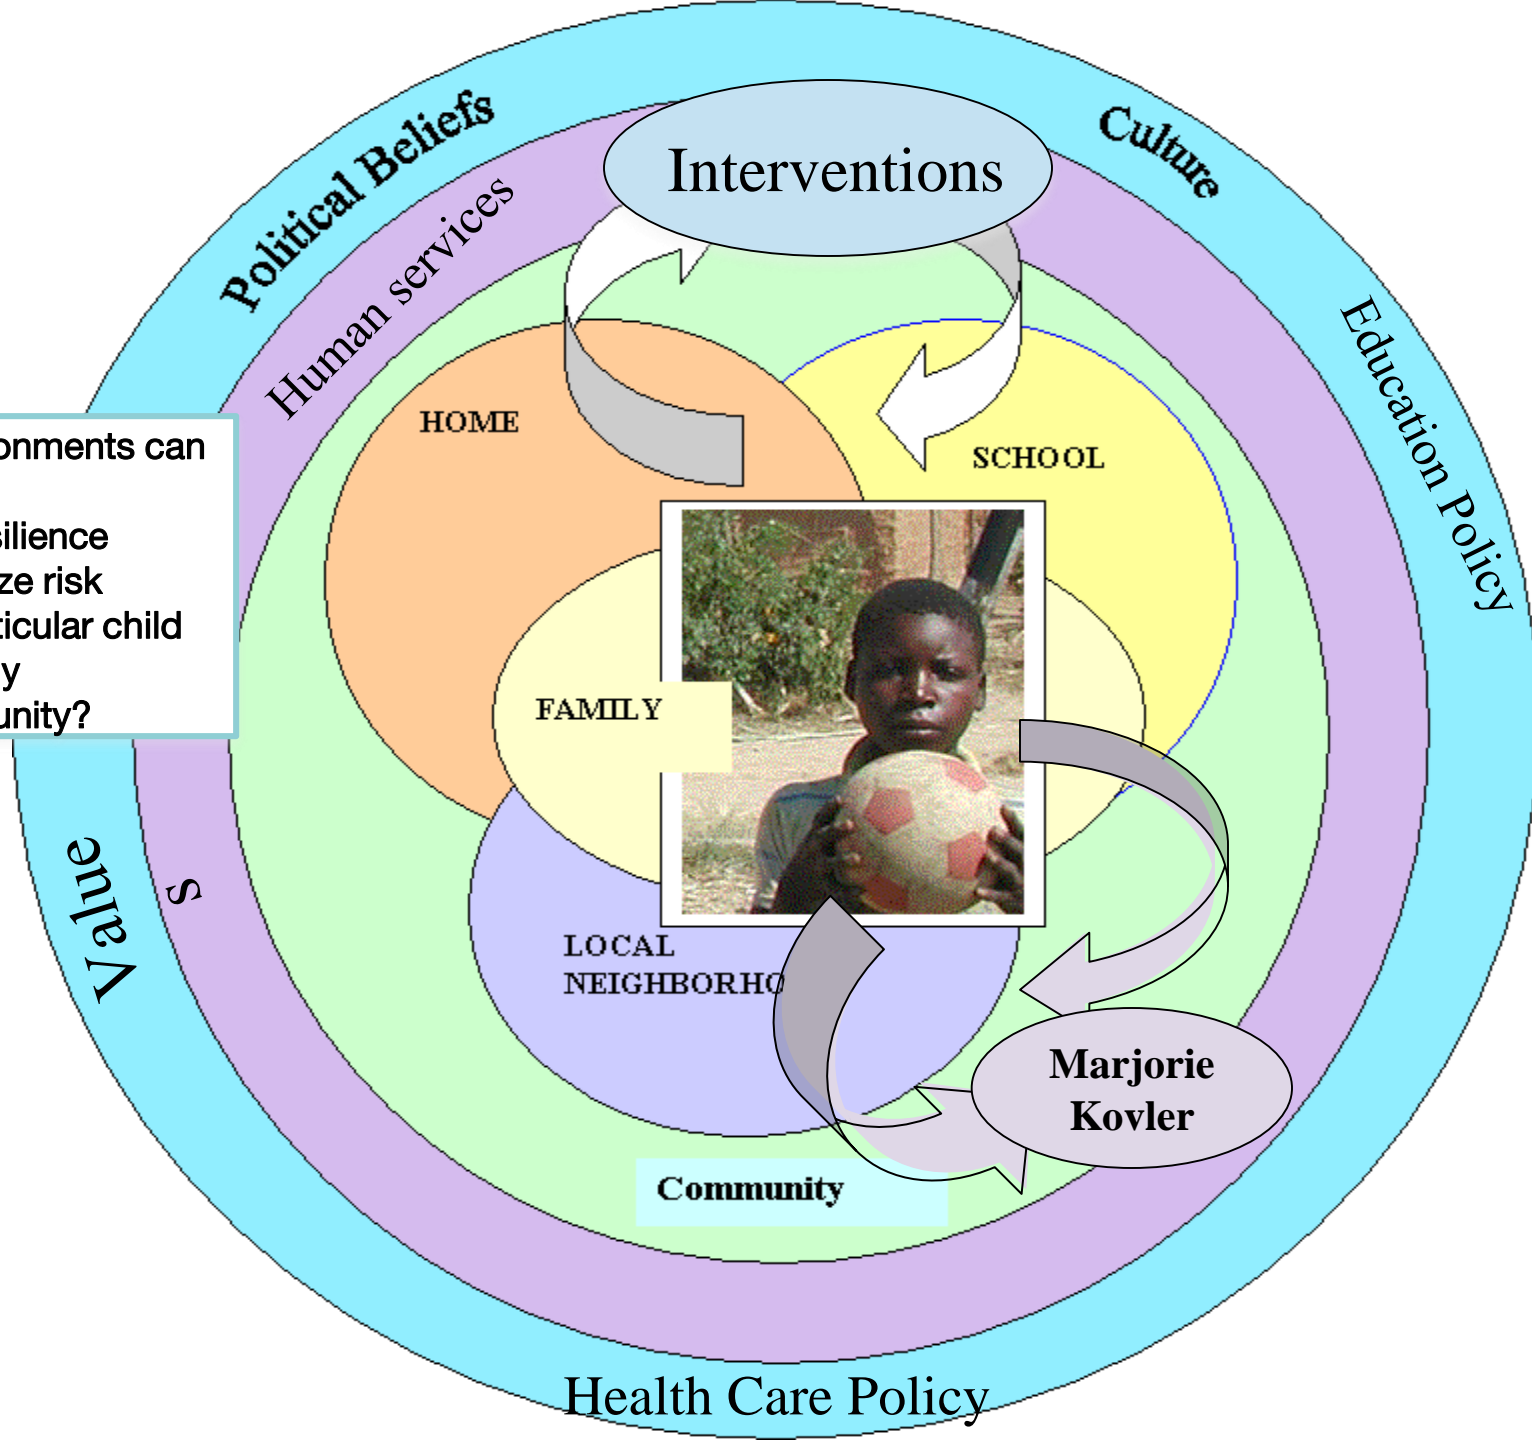 Political Beliefs
Culture
Interventions
Human services
Education Policy
HOME
SCHOOL
onments can
silience
ze risk
ticular child
y
unity?
FAMILY
Value
s
LOCAL
NEIGHBORHO
Marjorie
Kovler
Community
Health Care Policy